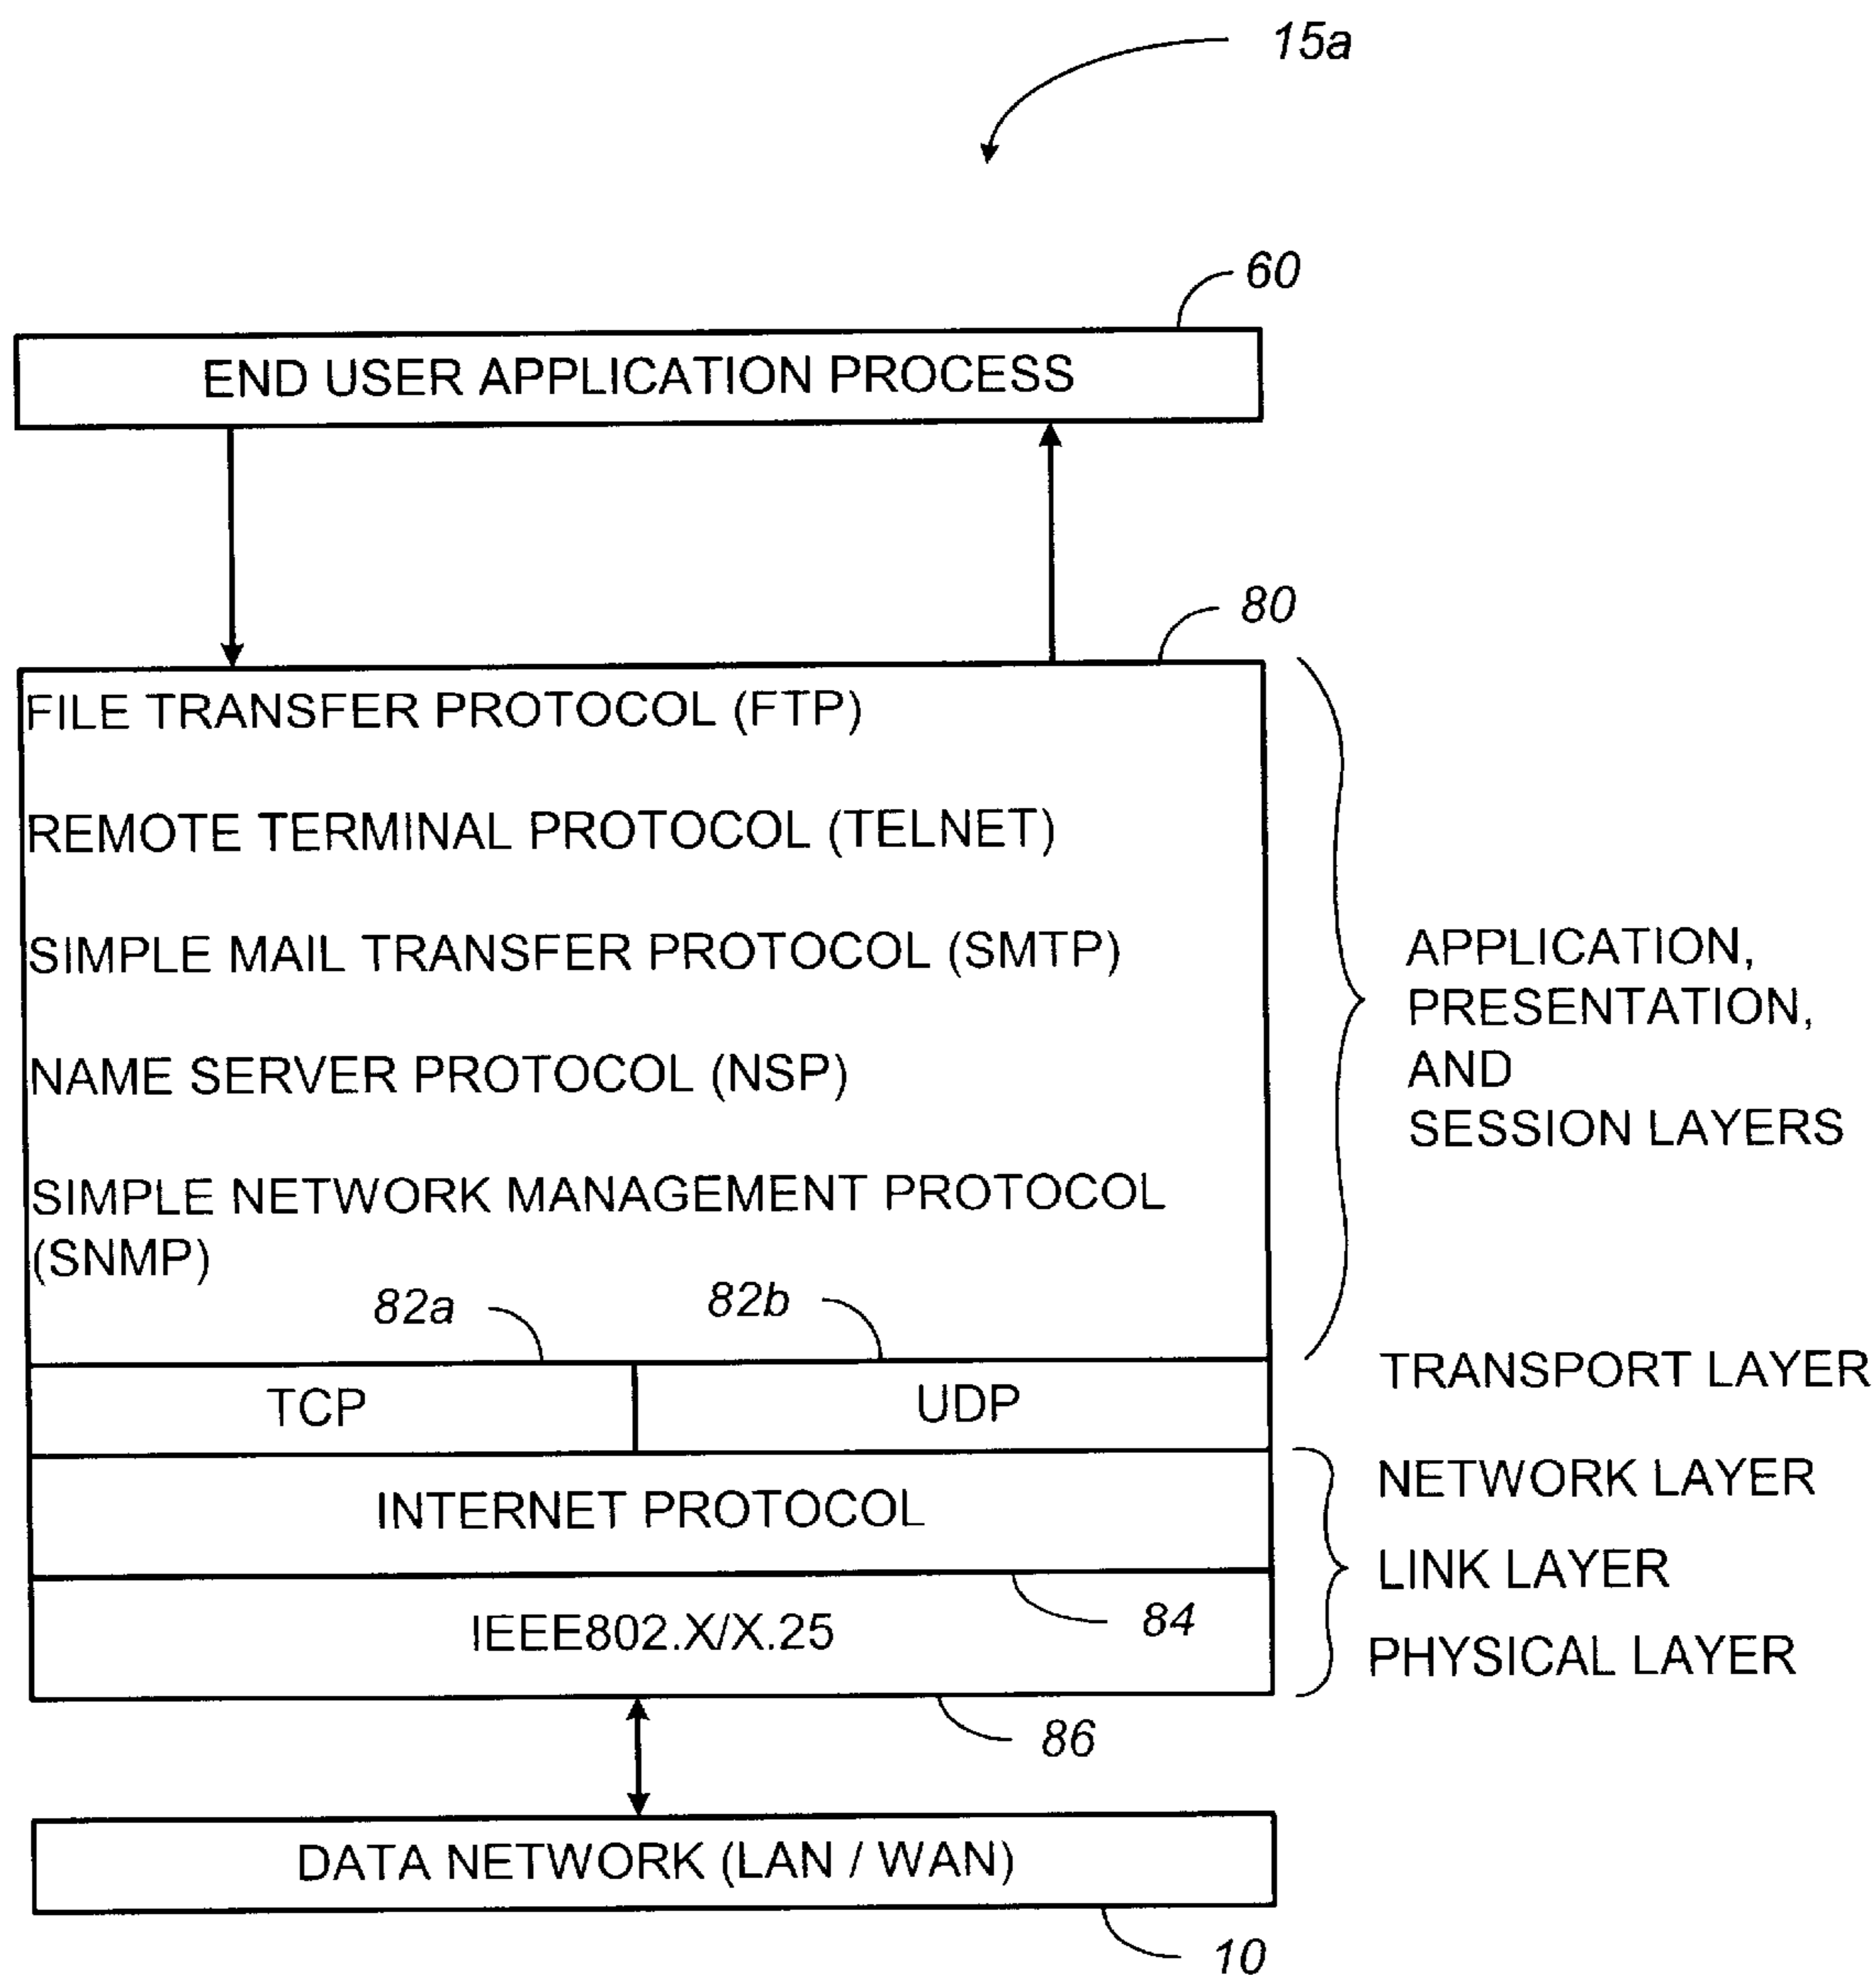 15a
60
END USER APPLICATION PROCESS
80
FILE TRANSFER PROTOCOL (FTP)
REMOTE TERMINAL PROTOCOL (TELNET)
SIMPLE MAIL TRANSFER PROTOCOL (SMTP)
NAME SERVER PROTOCOL (NSP)
SIMPLE NETWORK MANAGEMENT PROTOCOL
(SNMP)
APPLICATION,
PRESENTATION,
AND
SESSION LAYERS
82a
82b
TCP
UDP
TRANSPORT LAYER
INTERNET PROTOCOL
NETWORK LAYER
LINK LAYER
84
IEEE802.X/X.25
PHYSICAL LAYER
86
DATA NETWORK (LAN / WAN)
10